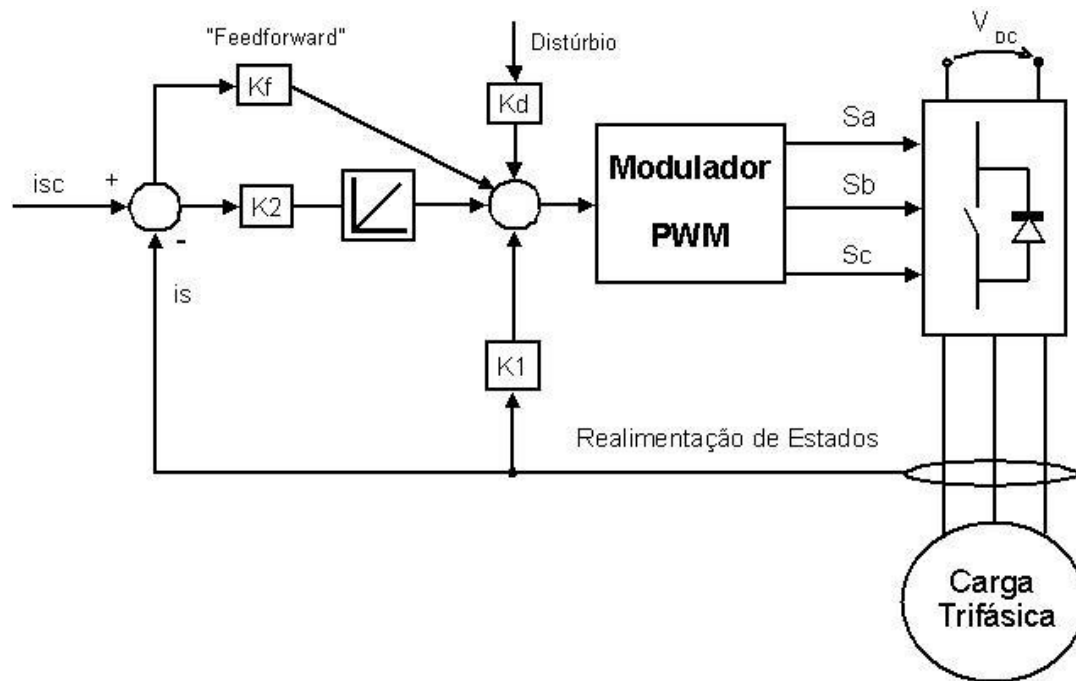 "Feedforward"
Distúrbio
V DC
Kf
Kd
Modulador
PWM
Sa
Sb
Sc
isc
+
-
K2
is
K1
Realimentação de Estados
Carga
Trifásica